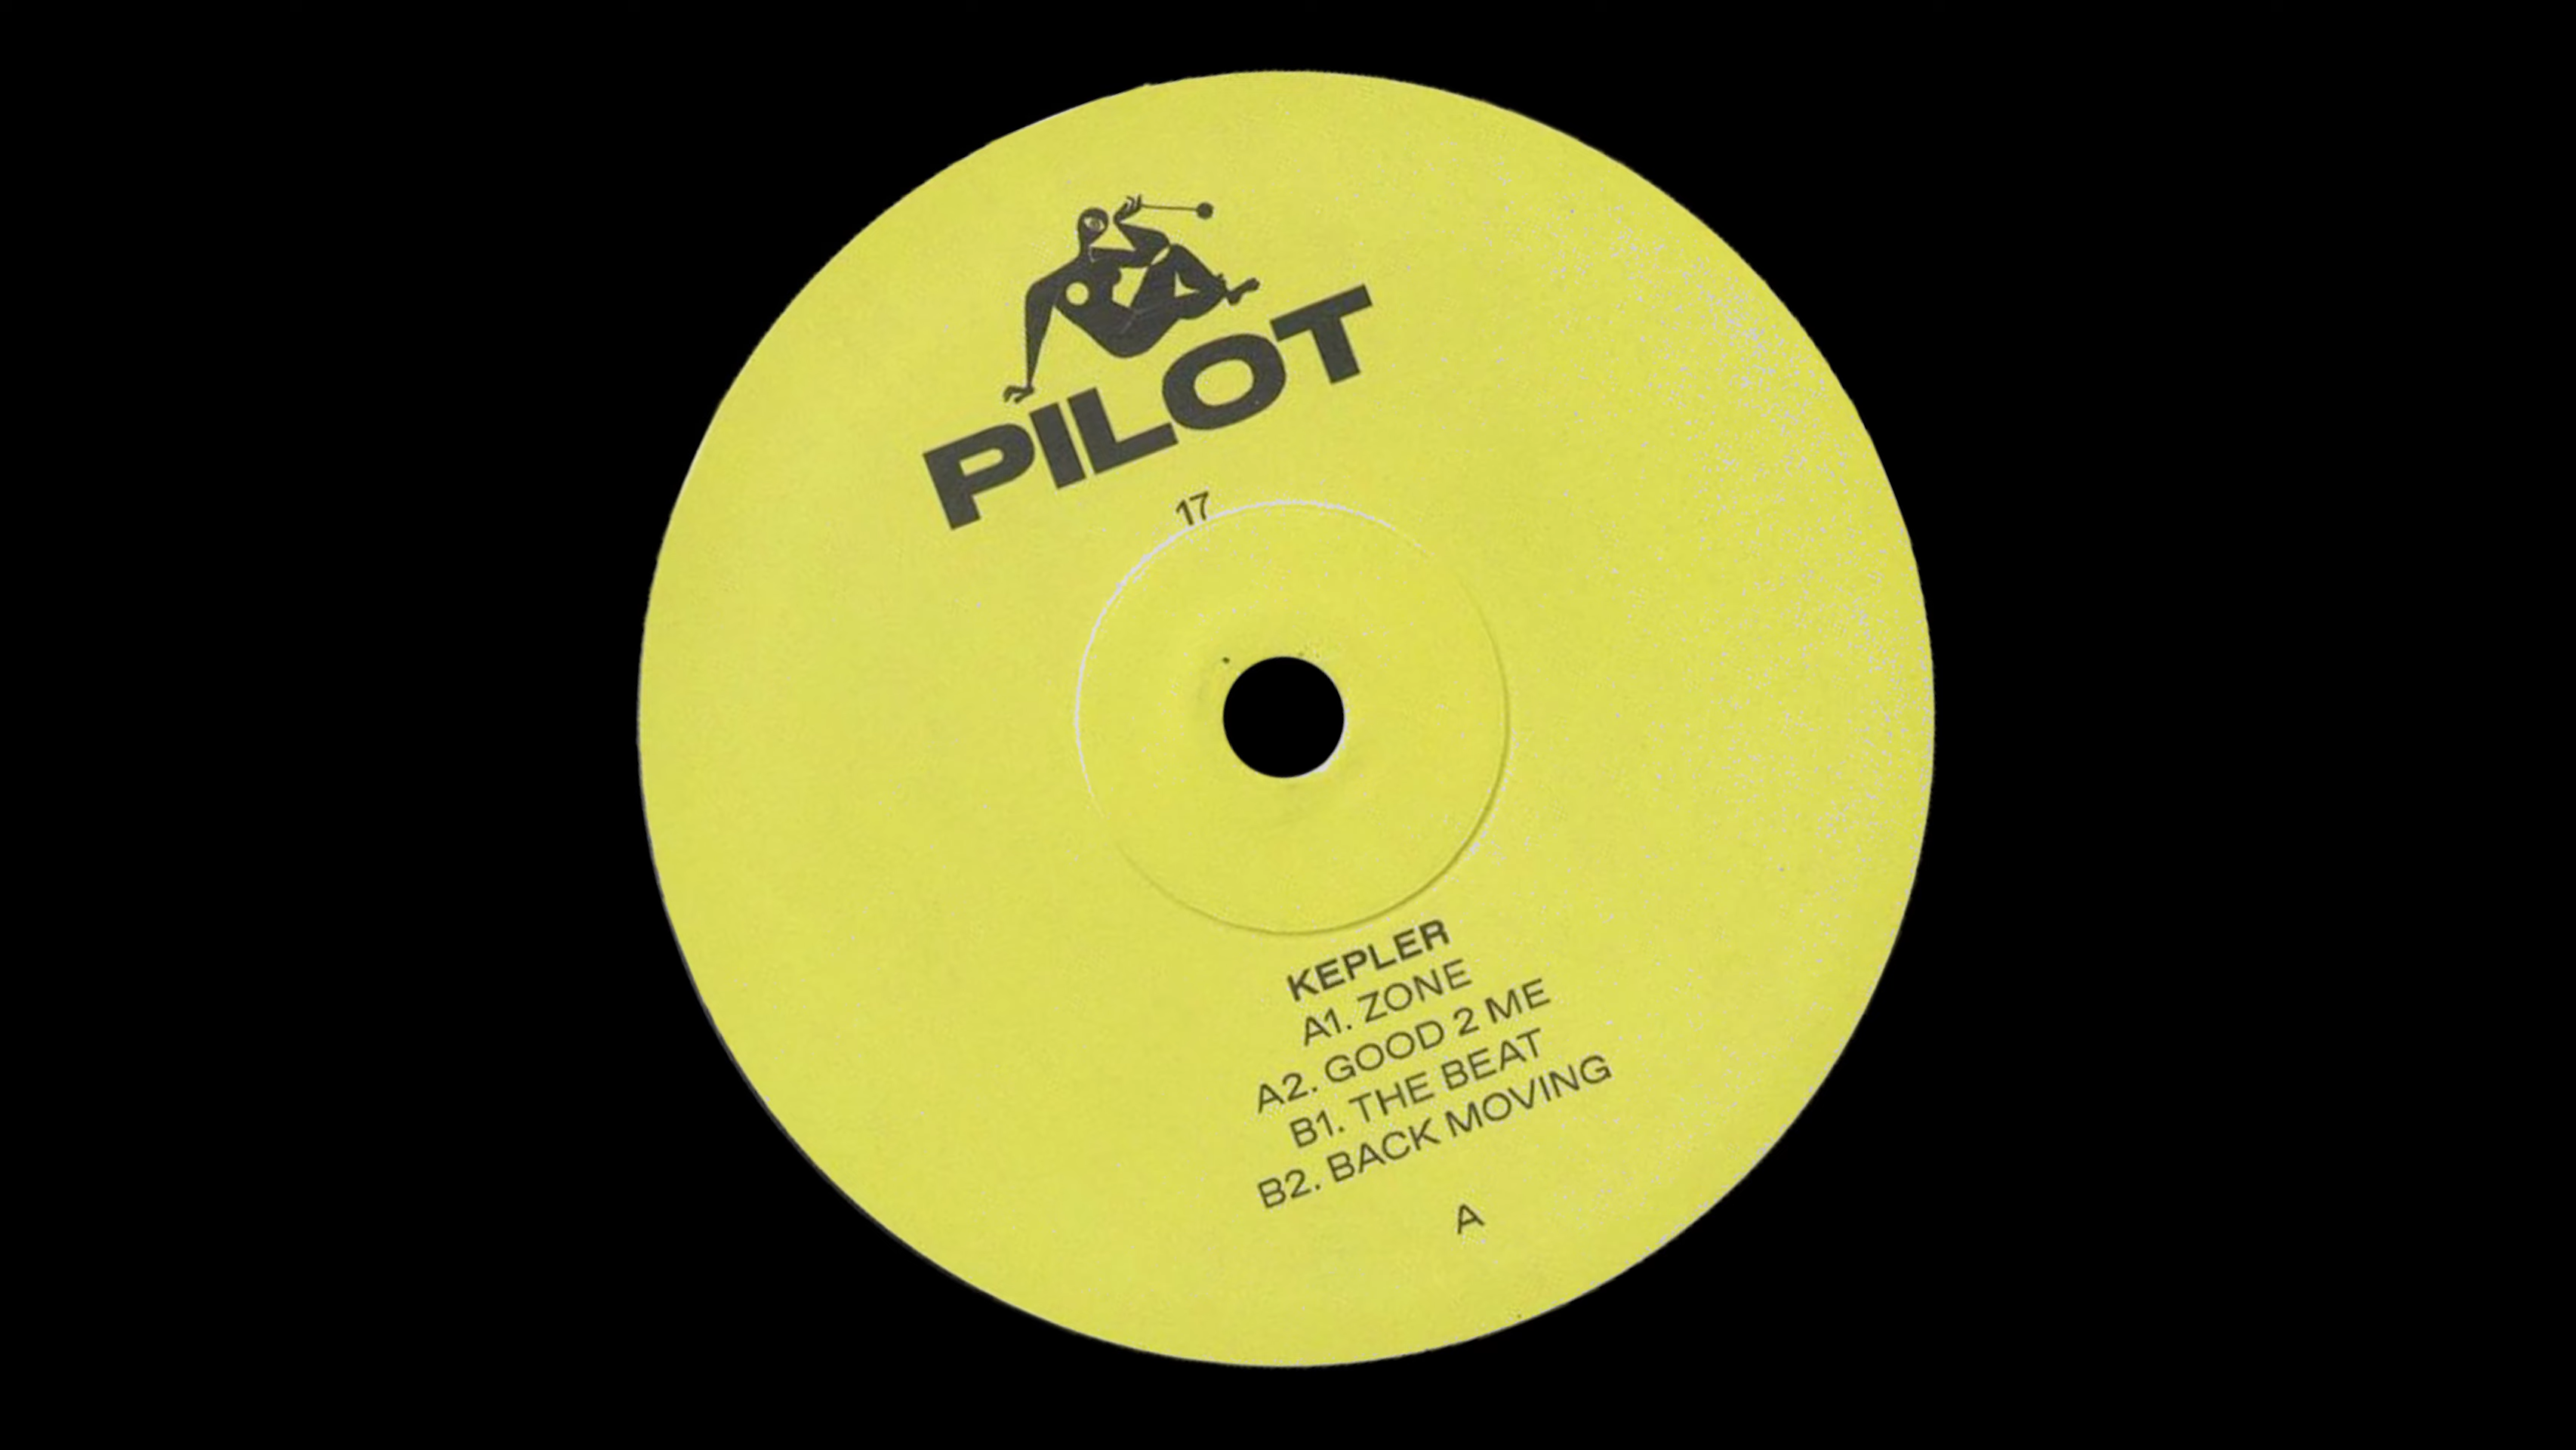 PILOT
17
KEPLER
A1. ZONE
A2. GOOD 2 ME
B1. THE BEAT
B2. BACK MOVING
A